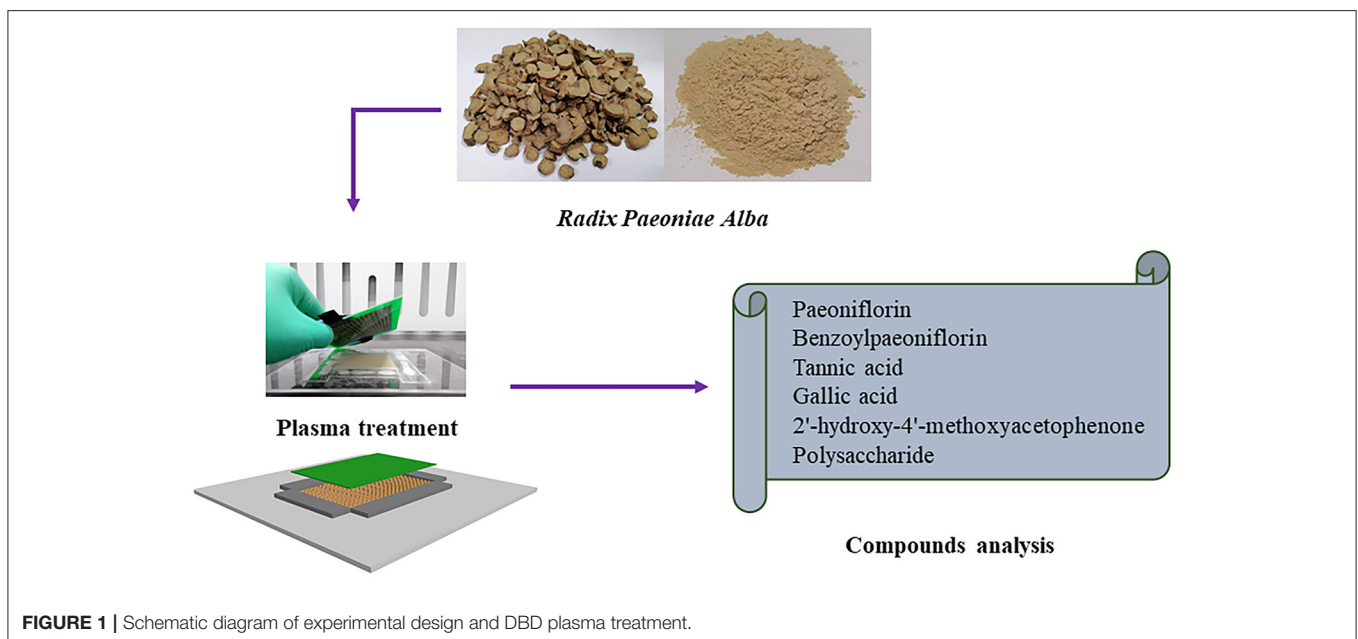 Radix Paeoniae Alba
Plasma treatment
Paeoniflorin
Benzoylpaeoniflorin
Tannic acid
Gallic acid
2'-hydroxy-4'-methoxyacetophenone
Polysaccharide
Compounds analysis
FIGURE 1 | Schematic diagram of experimental design and DBD plasma treatment.